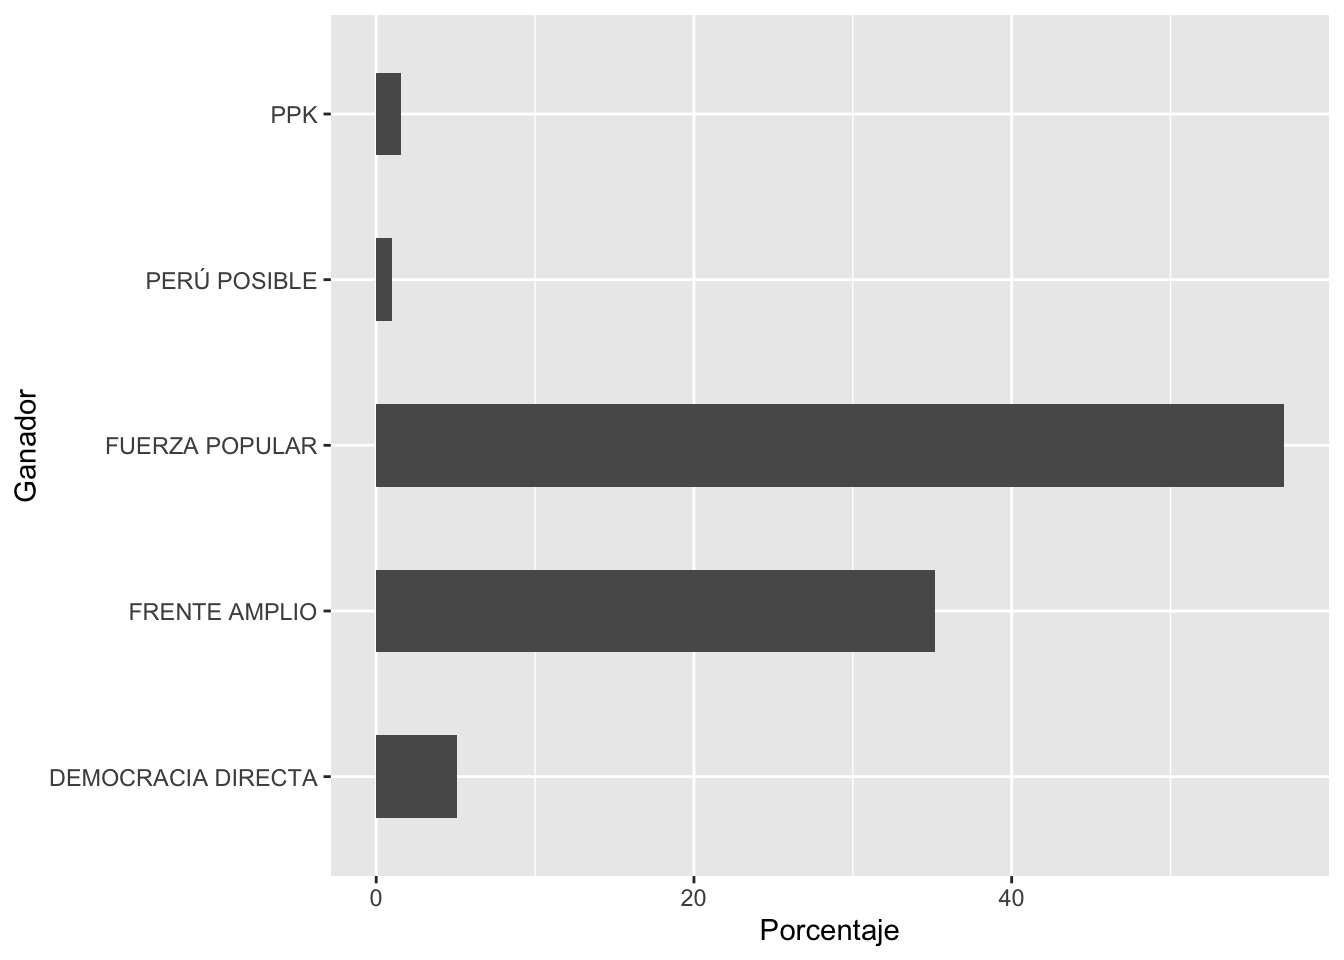 PPK
PERÚ POSIBLE
FUERZA POPULAR
FRENTE AMPLIO
DEMOCRACIA DIRECTA
Ganador
0 20 40
Porcentaje